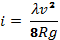 i = λv² / 8Rg